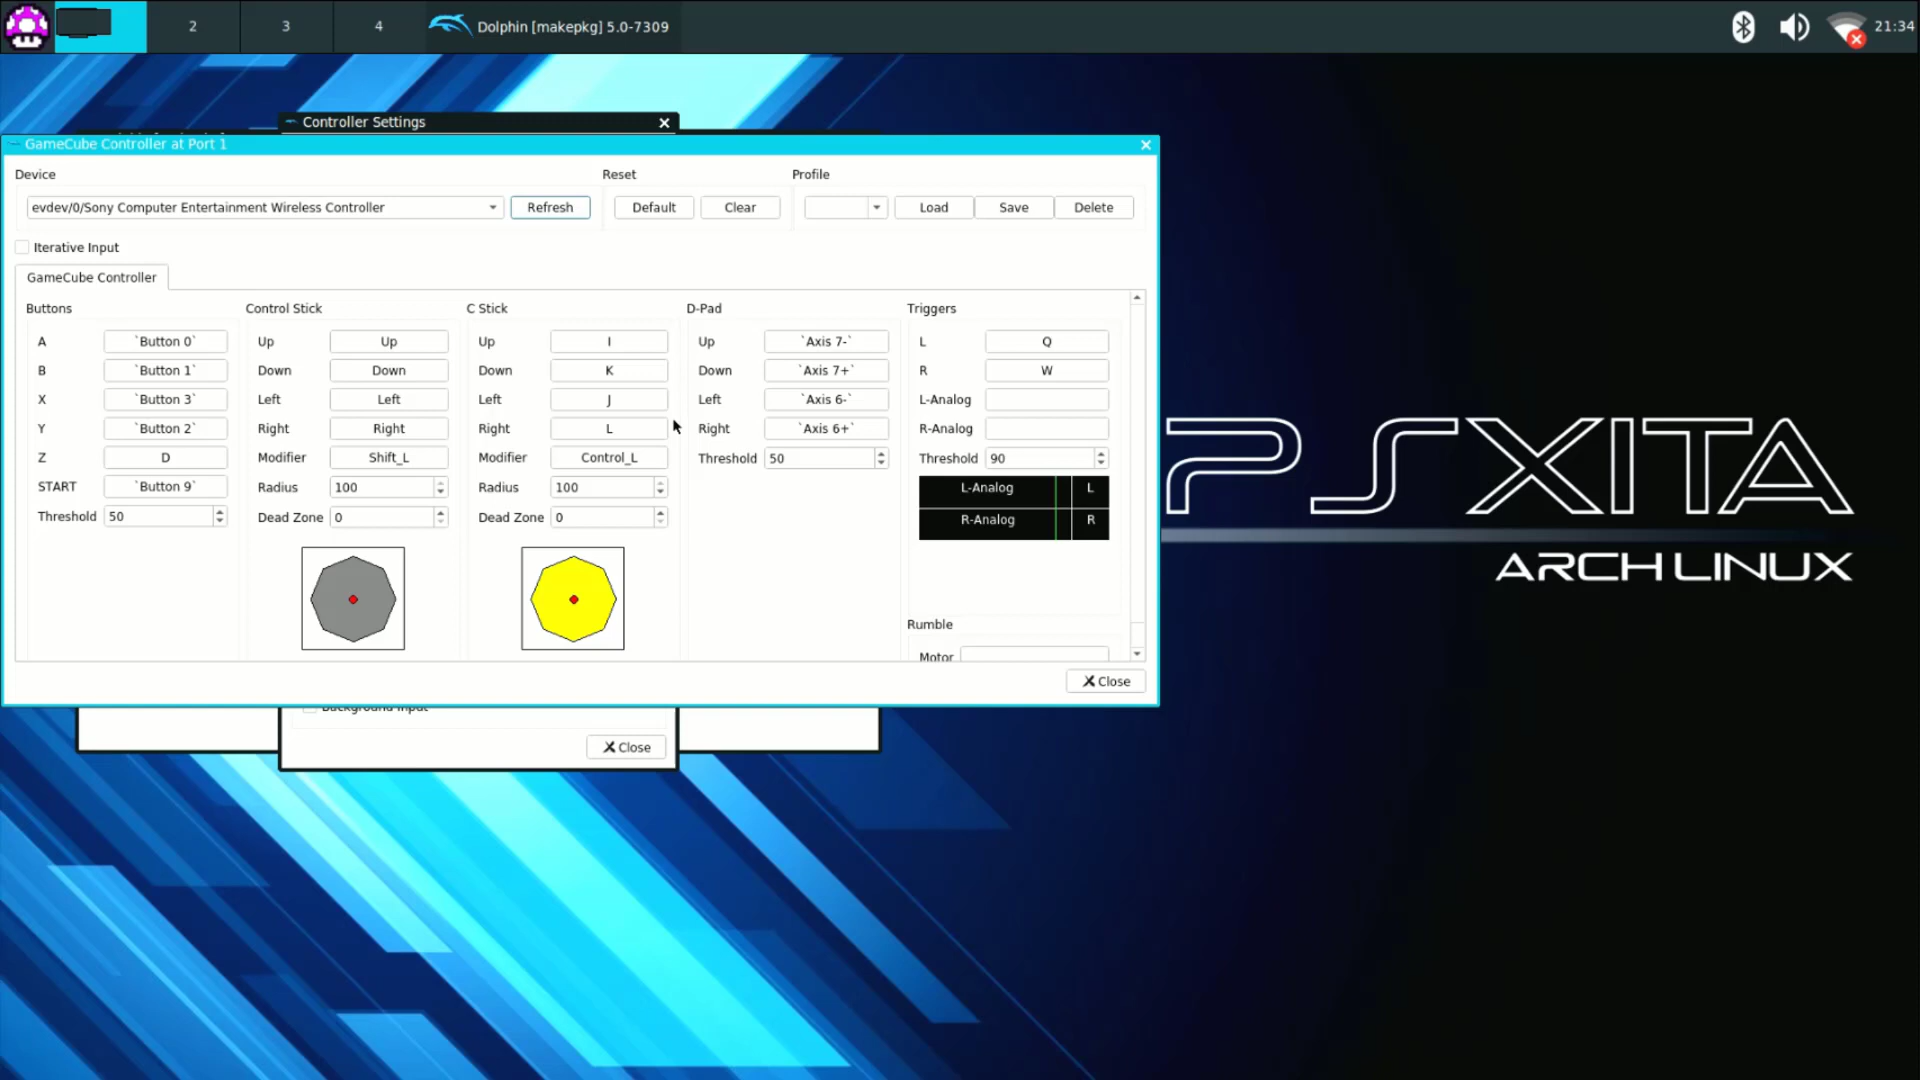 2
3
4
Dolphin [makepkg] 5.0-7309
21:34
Controller Settings
GameCube Controller at Port 1
Device
Reset
Profile
evdev/0/Sony Computer Entertainment Wireless Controller
Refresh
Default
Clear
Load
Save
Delete
Iterative Input
GameCube Controller
Buttons
A `Button 0`
B `Button 1`
X `Button 3`
Y `Button 2`
Z D
START `Button 9`
Threshold 50
Control Stick
Up Up
Down Down
Left Left
Right Right
Modifier Shift_L
Radius 100
Dead Zone 0
C Stick
Up I
Down K
Left J
Right L
Modifier Control_L
Radius 100
Dead Zone 0
D-Pad
Up `Axis 7-`
Down `Axis 7+`
Left `Axis 6-`
Right `Axis 6+`
Threshold 50
Triggers
L Q
R W
L-Analog
R-Analog
Threshold 90
L-Analog L
R-Analog R
Rumble
Motor
Close
Background Input
Close
PSXITA
ARCH LINUX